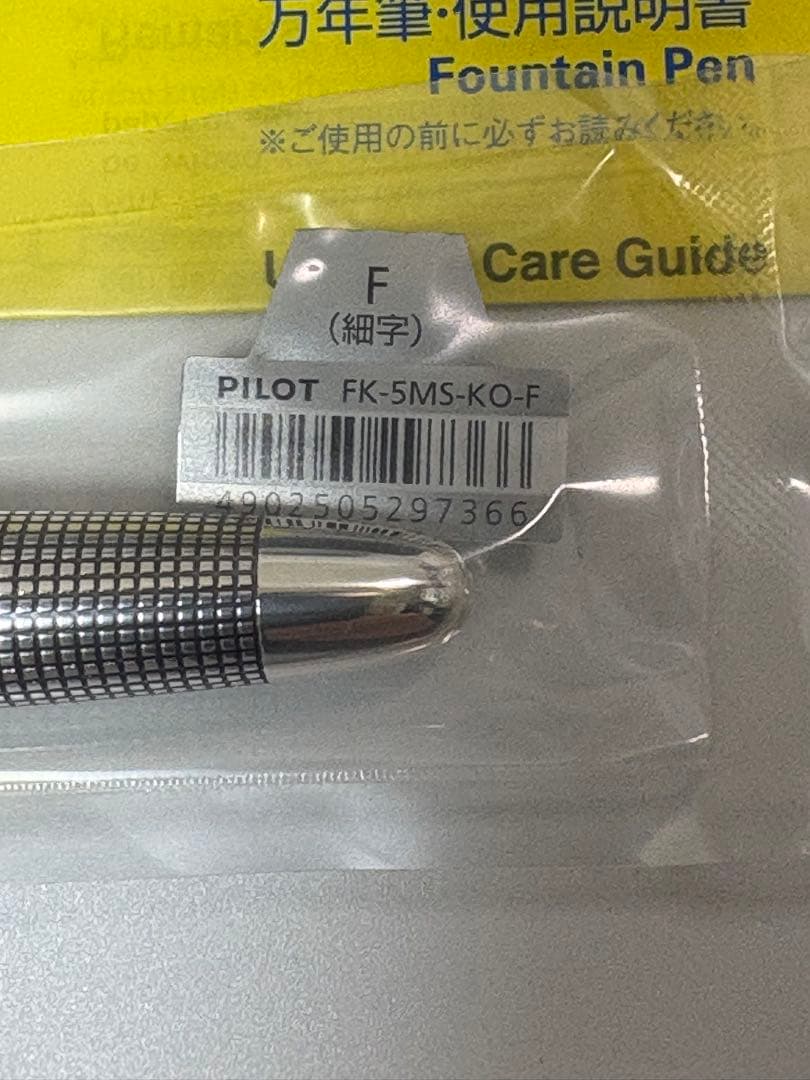 万年筆・使用説明書
Fountain Pen
※ご使用の前に必ずお読みください
Care Guide
F
(細字)
PILOT FK-5MS-KO-F
4902505297366